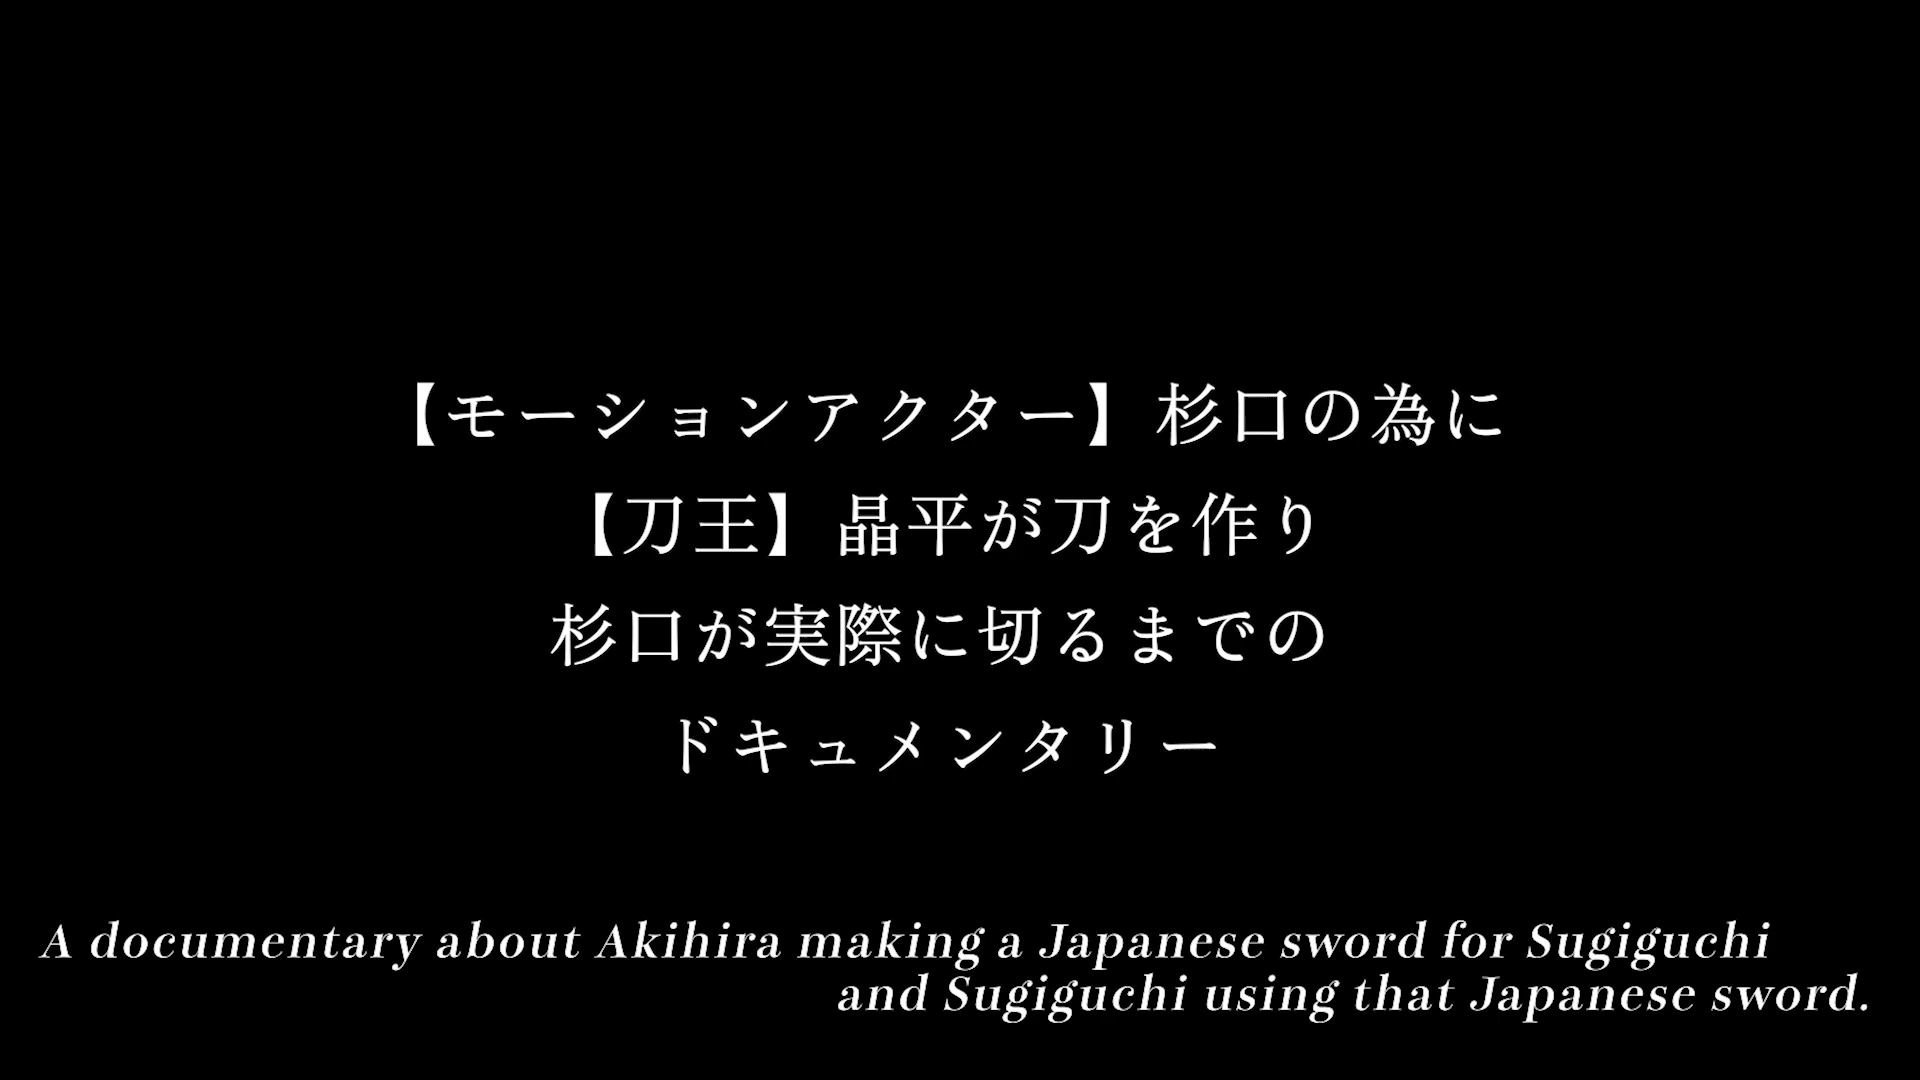 【モーションアクター】杉口の為に
【刀王】晶平が刀を作り
杉口が実際に切るまでの
ドキュメンタリー
A documentary about Akihira making a Japanese sword for Sugiguchi
and Sugiguchi using that Japanese sword.